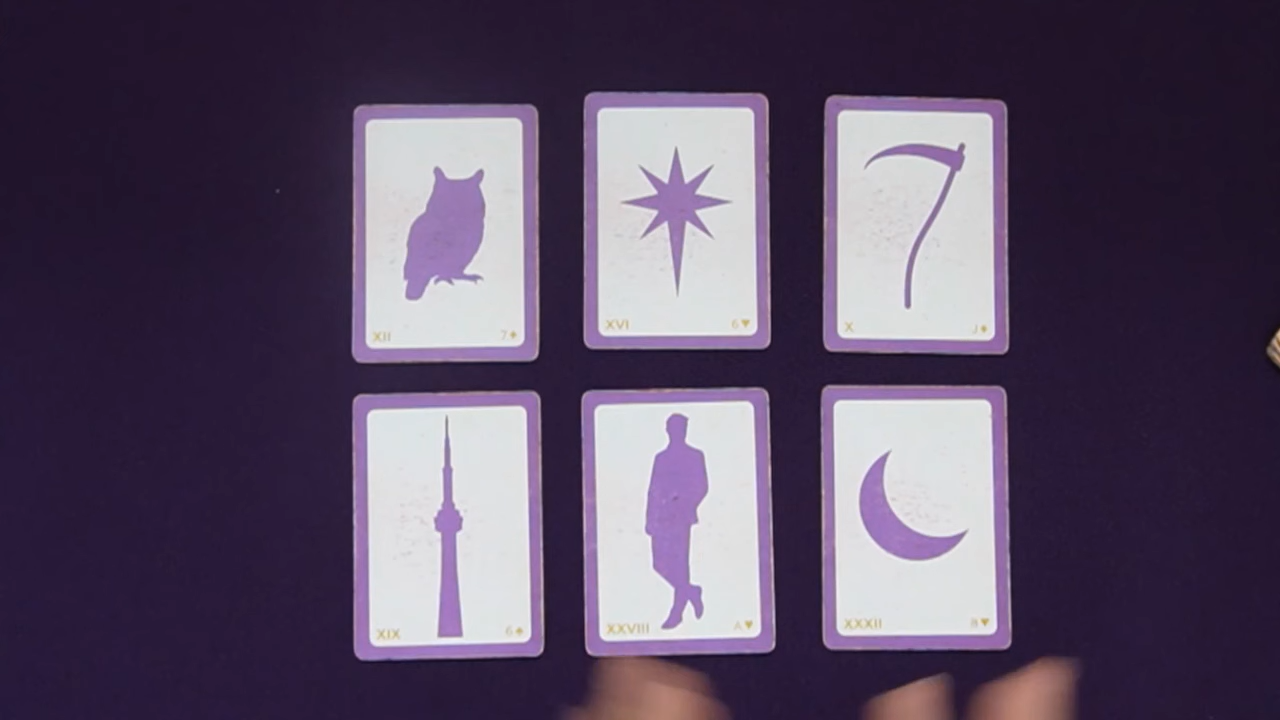 XII 7♦
XVI 6♥
X J♦
XIX 6♠
XXVIII A♥
XXXII 8♥